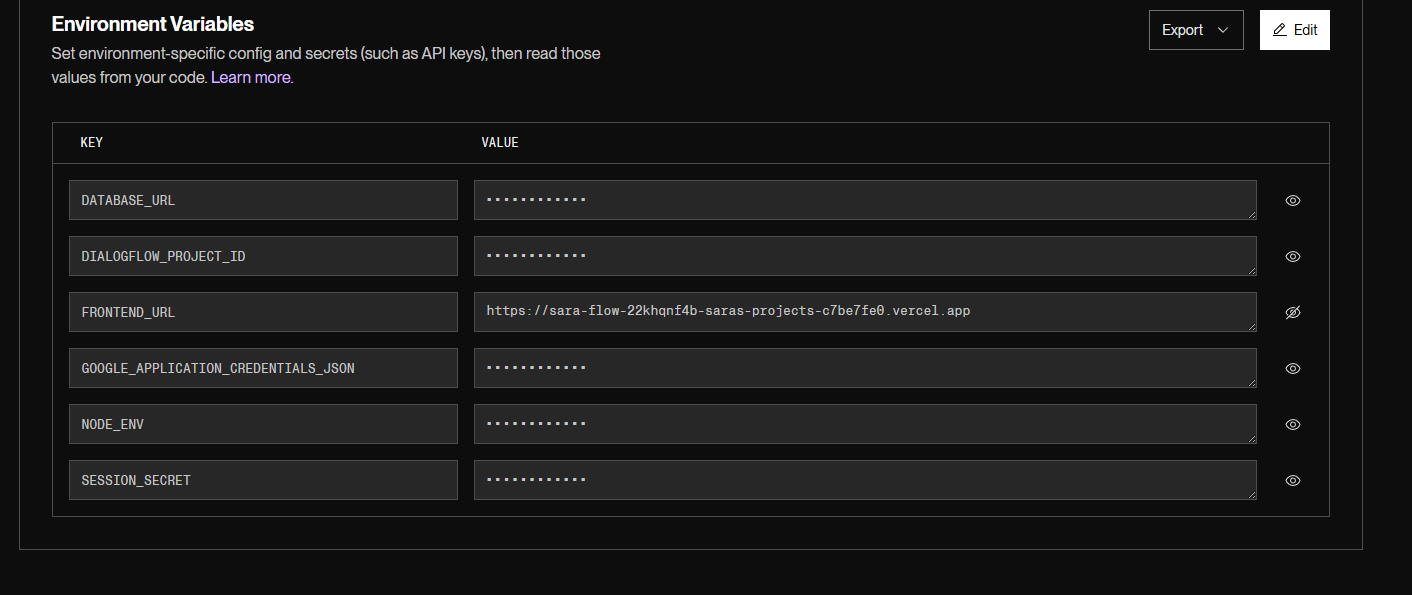 Environment Variables
Export
Edit
Set environment-specific config and secrets (such as API keys), then read those
values from your code. Learn more.
KEY VALUE
DATABASE_URL ••••••••••••
DIALOGFLOW_PROJECT_ID ••••••••••••
FRONTEND_URL https://sara-flow-22khqnf4b-saras-projects-c7be7fe0.vercel.app
GOOGLE_APPLICATION_CREDENTIALS_JSON ••••••••••••
NODE_ENV ••••••••••••
SESSION_SECRET ••••••••••••